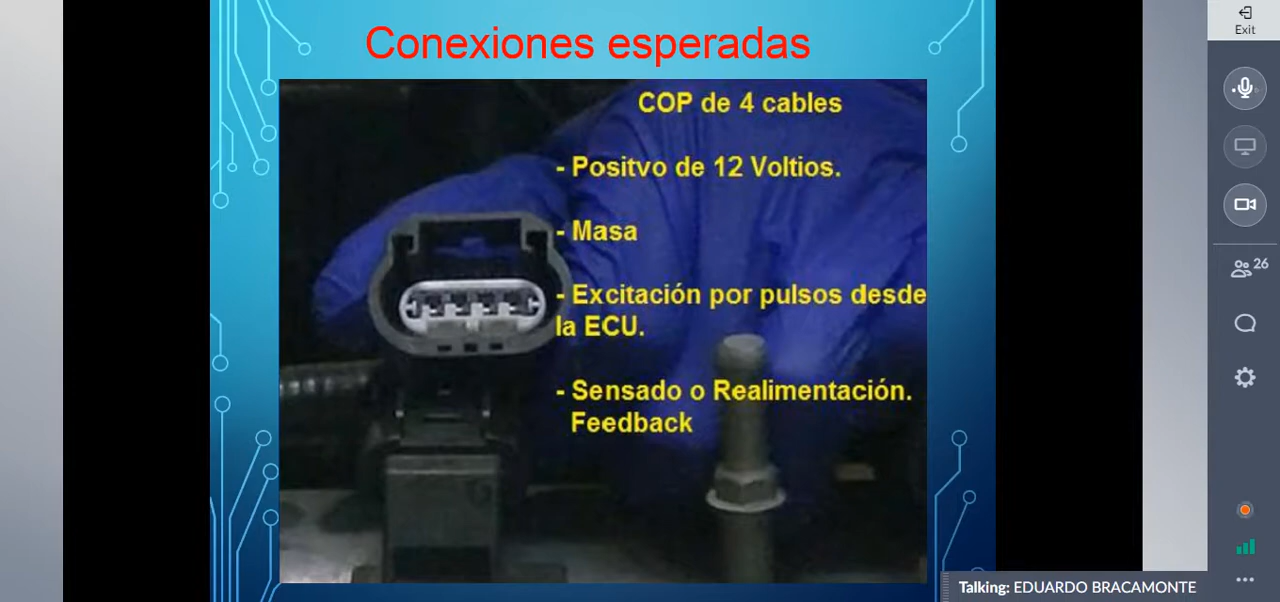 Conexiones esperadas
COP de 4 cables
- Positvo de 12 Voltios.
- Masa
- Excitación por pulsos desde
la ECU.
- Sensado o Realimentación.
Feedback
Exit
26
Talking: EDUARDO BRACAMONTE